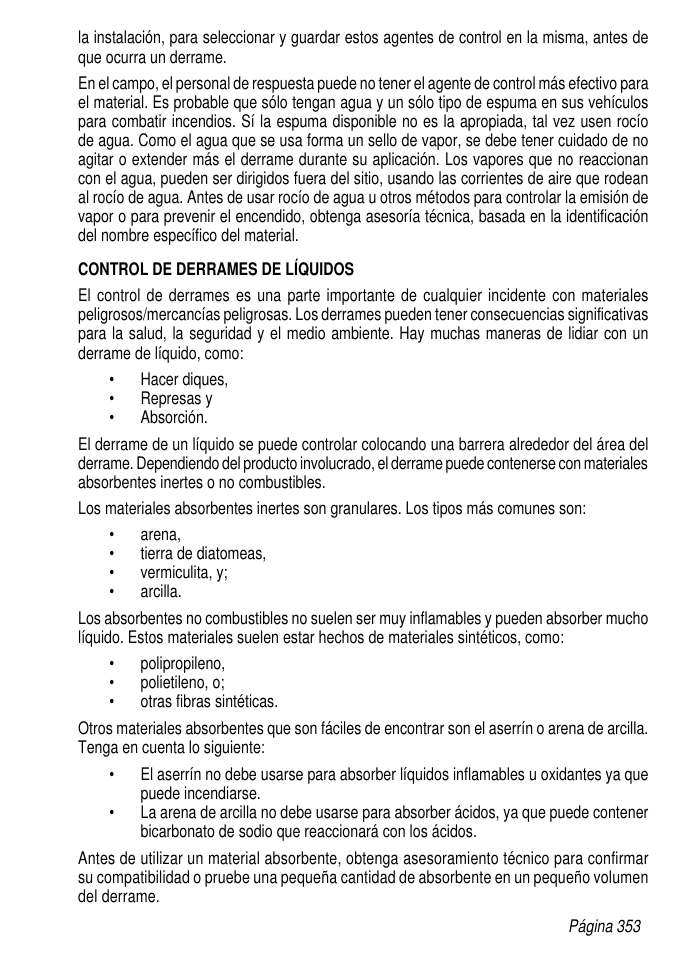 la instalación, para seleccionar y guardar estos agentes de control en la misma, antes de
que ocurra un derrame.
En el campo, el personal de respuesta puede no tener el agente de control más efectivo para
el material. Es probable que sólo tengan agua y un sólo tipo de espuma en sus vehículos
para combatir incendios. Sí la espuma disponible no es la apropiada, tal vez usen rocío
de agua. Como el agua que se usa forma un sello de vapor, se debe tener cuidado de no
agitar o extender más el derrame durante su aplicación. Los vapores que no reaccionan
con el agua, pueden ser dirigidos fuera del sitio, usando las corrientes de aire que rodean
al rocío de agua. Antes de usar rocío de agua u otros métodos para controlar la emisión de
vapor o para prevenir el encendido, obtenga asesoría técnica, basada en la identificación
del nombre específico del material.
CONTROL DE DERRAMES DE LÍQUIDOS
El control de derrames es una parte importante de cualquier incidente con materiales
peligrosos/mercancías peligrosas. Los derrames pueden tener consecuencias significativas
para la salud, la seguridad y el medio ambiente. Hay muchas maneras de lidiar con un
derrame de líquido, como:
• Hacer diques,
• Represas y
• Absorción.
El derrame de un líquido se puede controlar colocando una barrera alrededor del área del
derrame. Dependiendo del producto involucrado, el derrame puede contenerse con materiales
absorbentes inertes o no combustibles.
Los materiales absorbentes inertes son granulares. Los tipos más comunes son:
• arena,
• tierra de diatomeas,
• vermiculita, y;
• arcilla.
Los absorbentes no combustibles no suelen ser muy inflamables y pueden absorber mucho
líquido. Estos materiales suelen estar hechos de materiales sintéticos, como:
• polipropileno,
• polietileno, o;
• otras fibras sintéticas.
Otros materiales absorbentes que son fáciles de encontrar son el aserrín o arena de arcilla.
Tenga en cuenta lo siguiente:
• El aserrín no debe usarse para absorber líquidos inflamables u oxidantes ya que
puede incendiarse.
• La arena de arcilla no debe usarse para absorber ácidos, ya que puede contener
bicarbonato de sodio que reaccionará con los ácidos.
Antes de utilizar un material absorbente, obtenga asesoramiento técnico para confirmar
su compatibilidad o pruebe una pequeña cantidad de absorbente en un pequeño volumen
del derrame.
Página 353